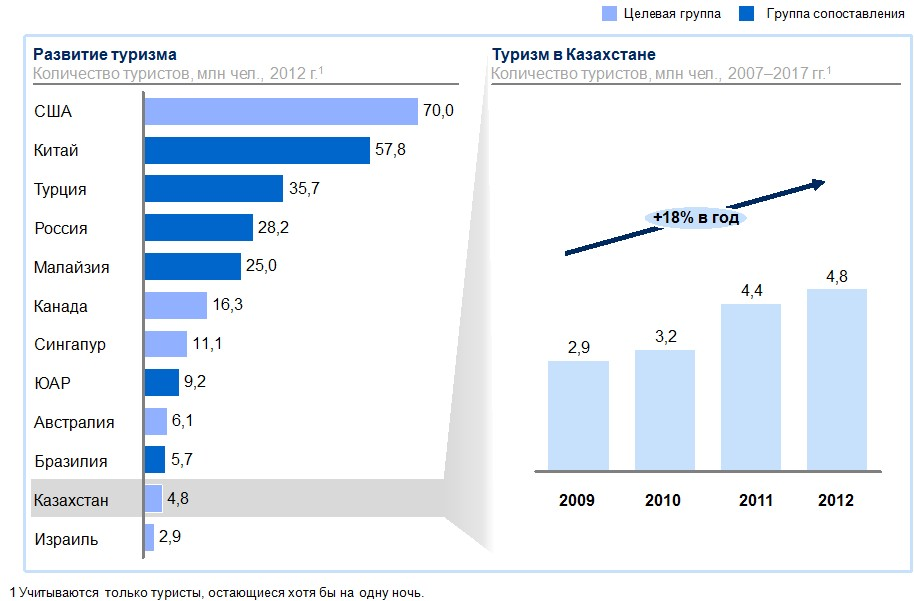 Целевая группа Группа сопоставления
Развитие туризма
Количество туристов, млн чел., 2012 г.1
США 70,0
Китай 57,8
Турция 35,7
Россия 28,2
Малайзия 25,0
Канада 16,3
Сингапур 11,1
ЮАР 9,2
Австралия 6,1
Бразилия 5,7
Казахстан 4,8
Израиль 2,9
Туризм в Казахстане
Количество туристов, млн чел., 2007–2017 гг.1
+18% в год
2,9 3,2 4,4 4,8
2009 2010 2011 2012
1 Учитываются только туристы, остающиеся хотя бы на одну ночь.